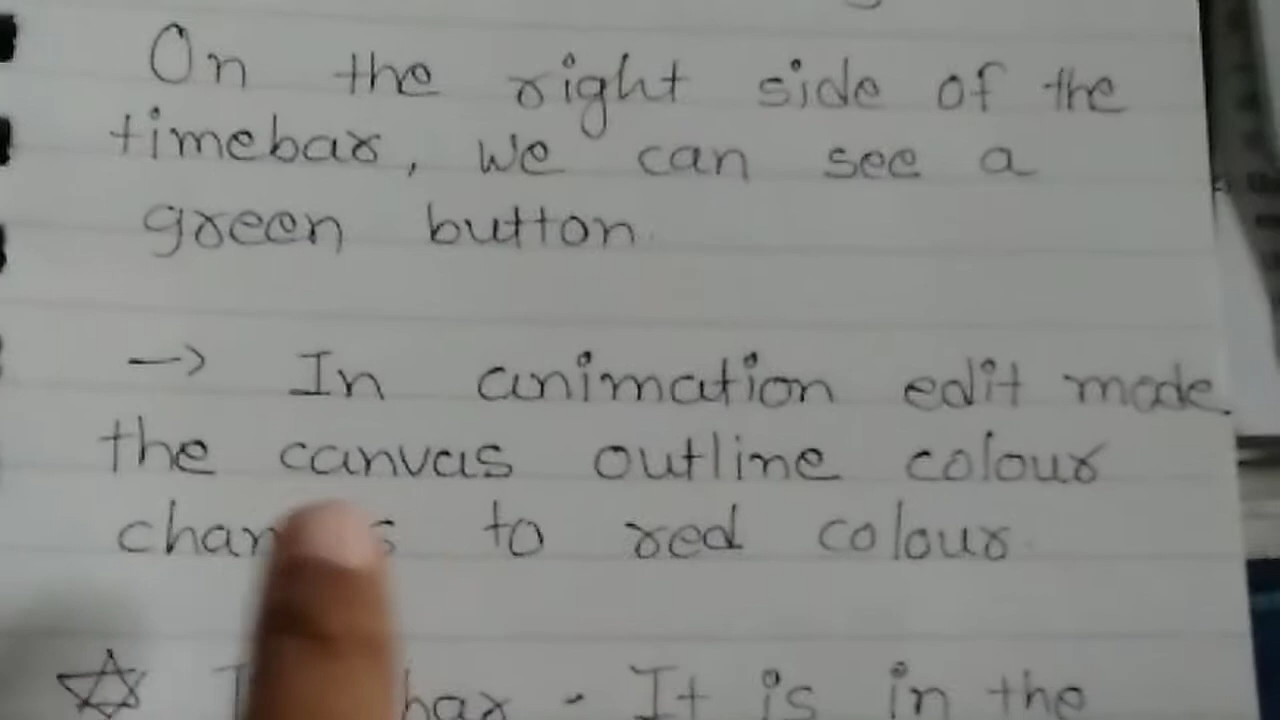 On the right side of the
timebar, we can see a
green button.
→ In animation edit mode
the canvas outline colour
to red colour
☆ - It is in the